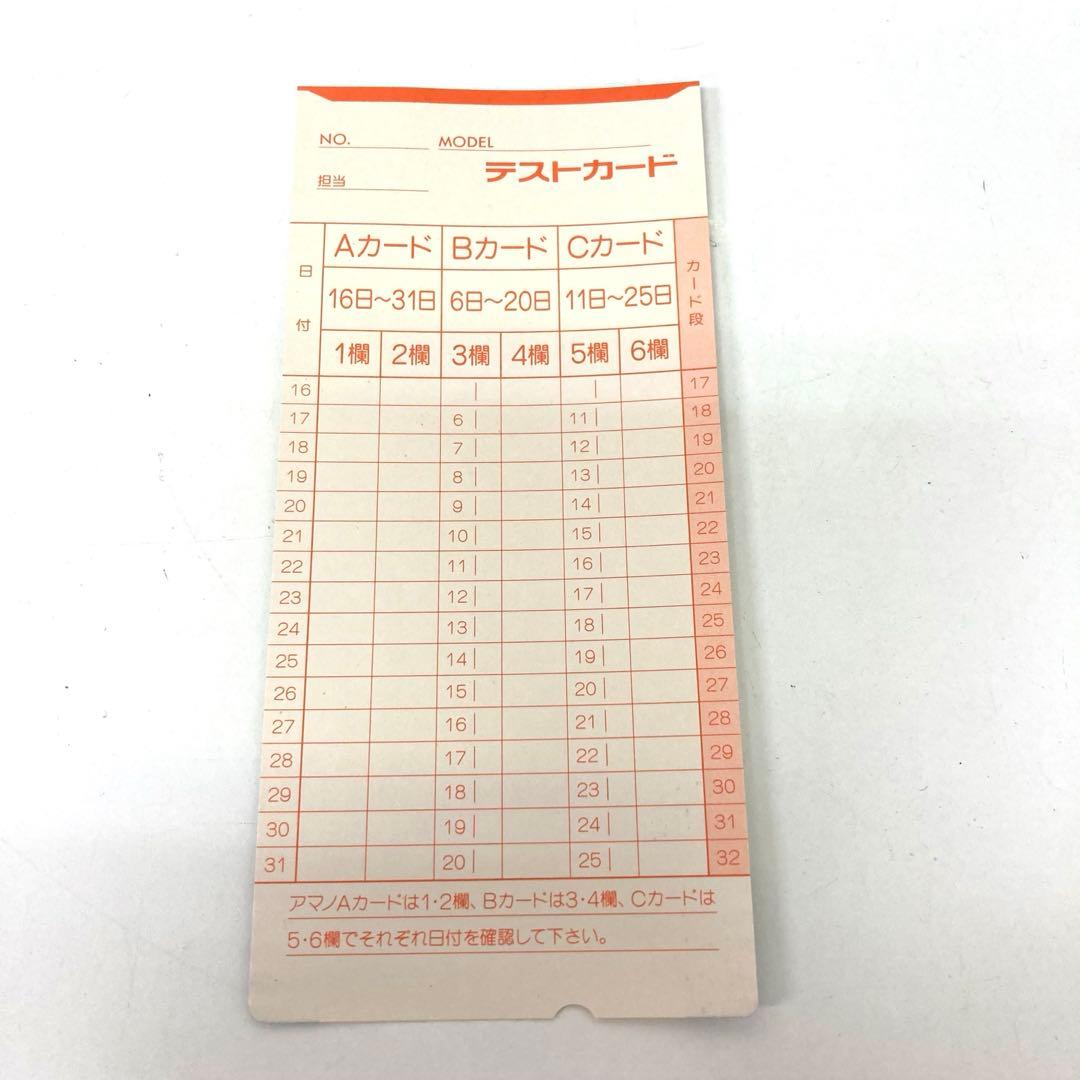 NO. MODEL
担当 テストカード
日付 Aカード Bカード Cカード カード段
16日～31日 6日～20日 11日～25日
1欄 2欄 3欄 4欄 5欄 6欄
16 17
17 6 11 18
18 7 12 19
19 8 13 20
20 9 14 21
21 10 15 22
22 11 16 23
23 12 17 24
24 13 18 25
25 14 19 26
26 15 20 27
27 16 21 28
28 17 22 29
29 18 23 30
30 19 24 31
31 20 25 32
アマノAカードは1・2欄、Bカードは3・4欄、Cカードは
5・6欄でそれぞれ日付を確認して下さい。